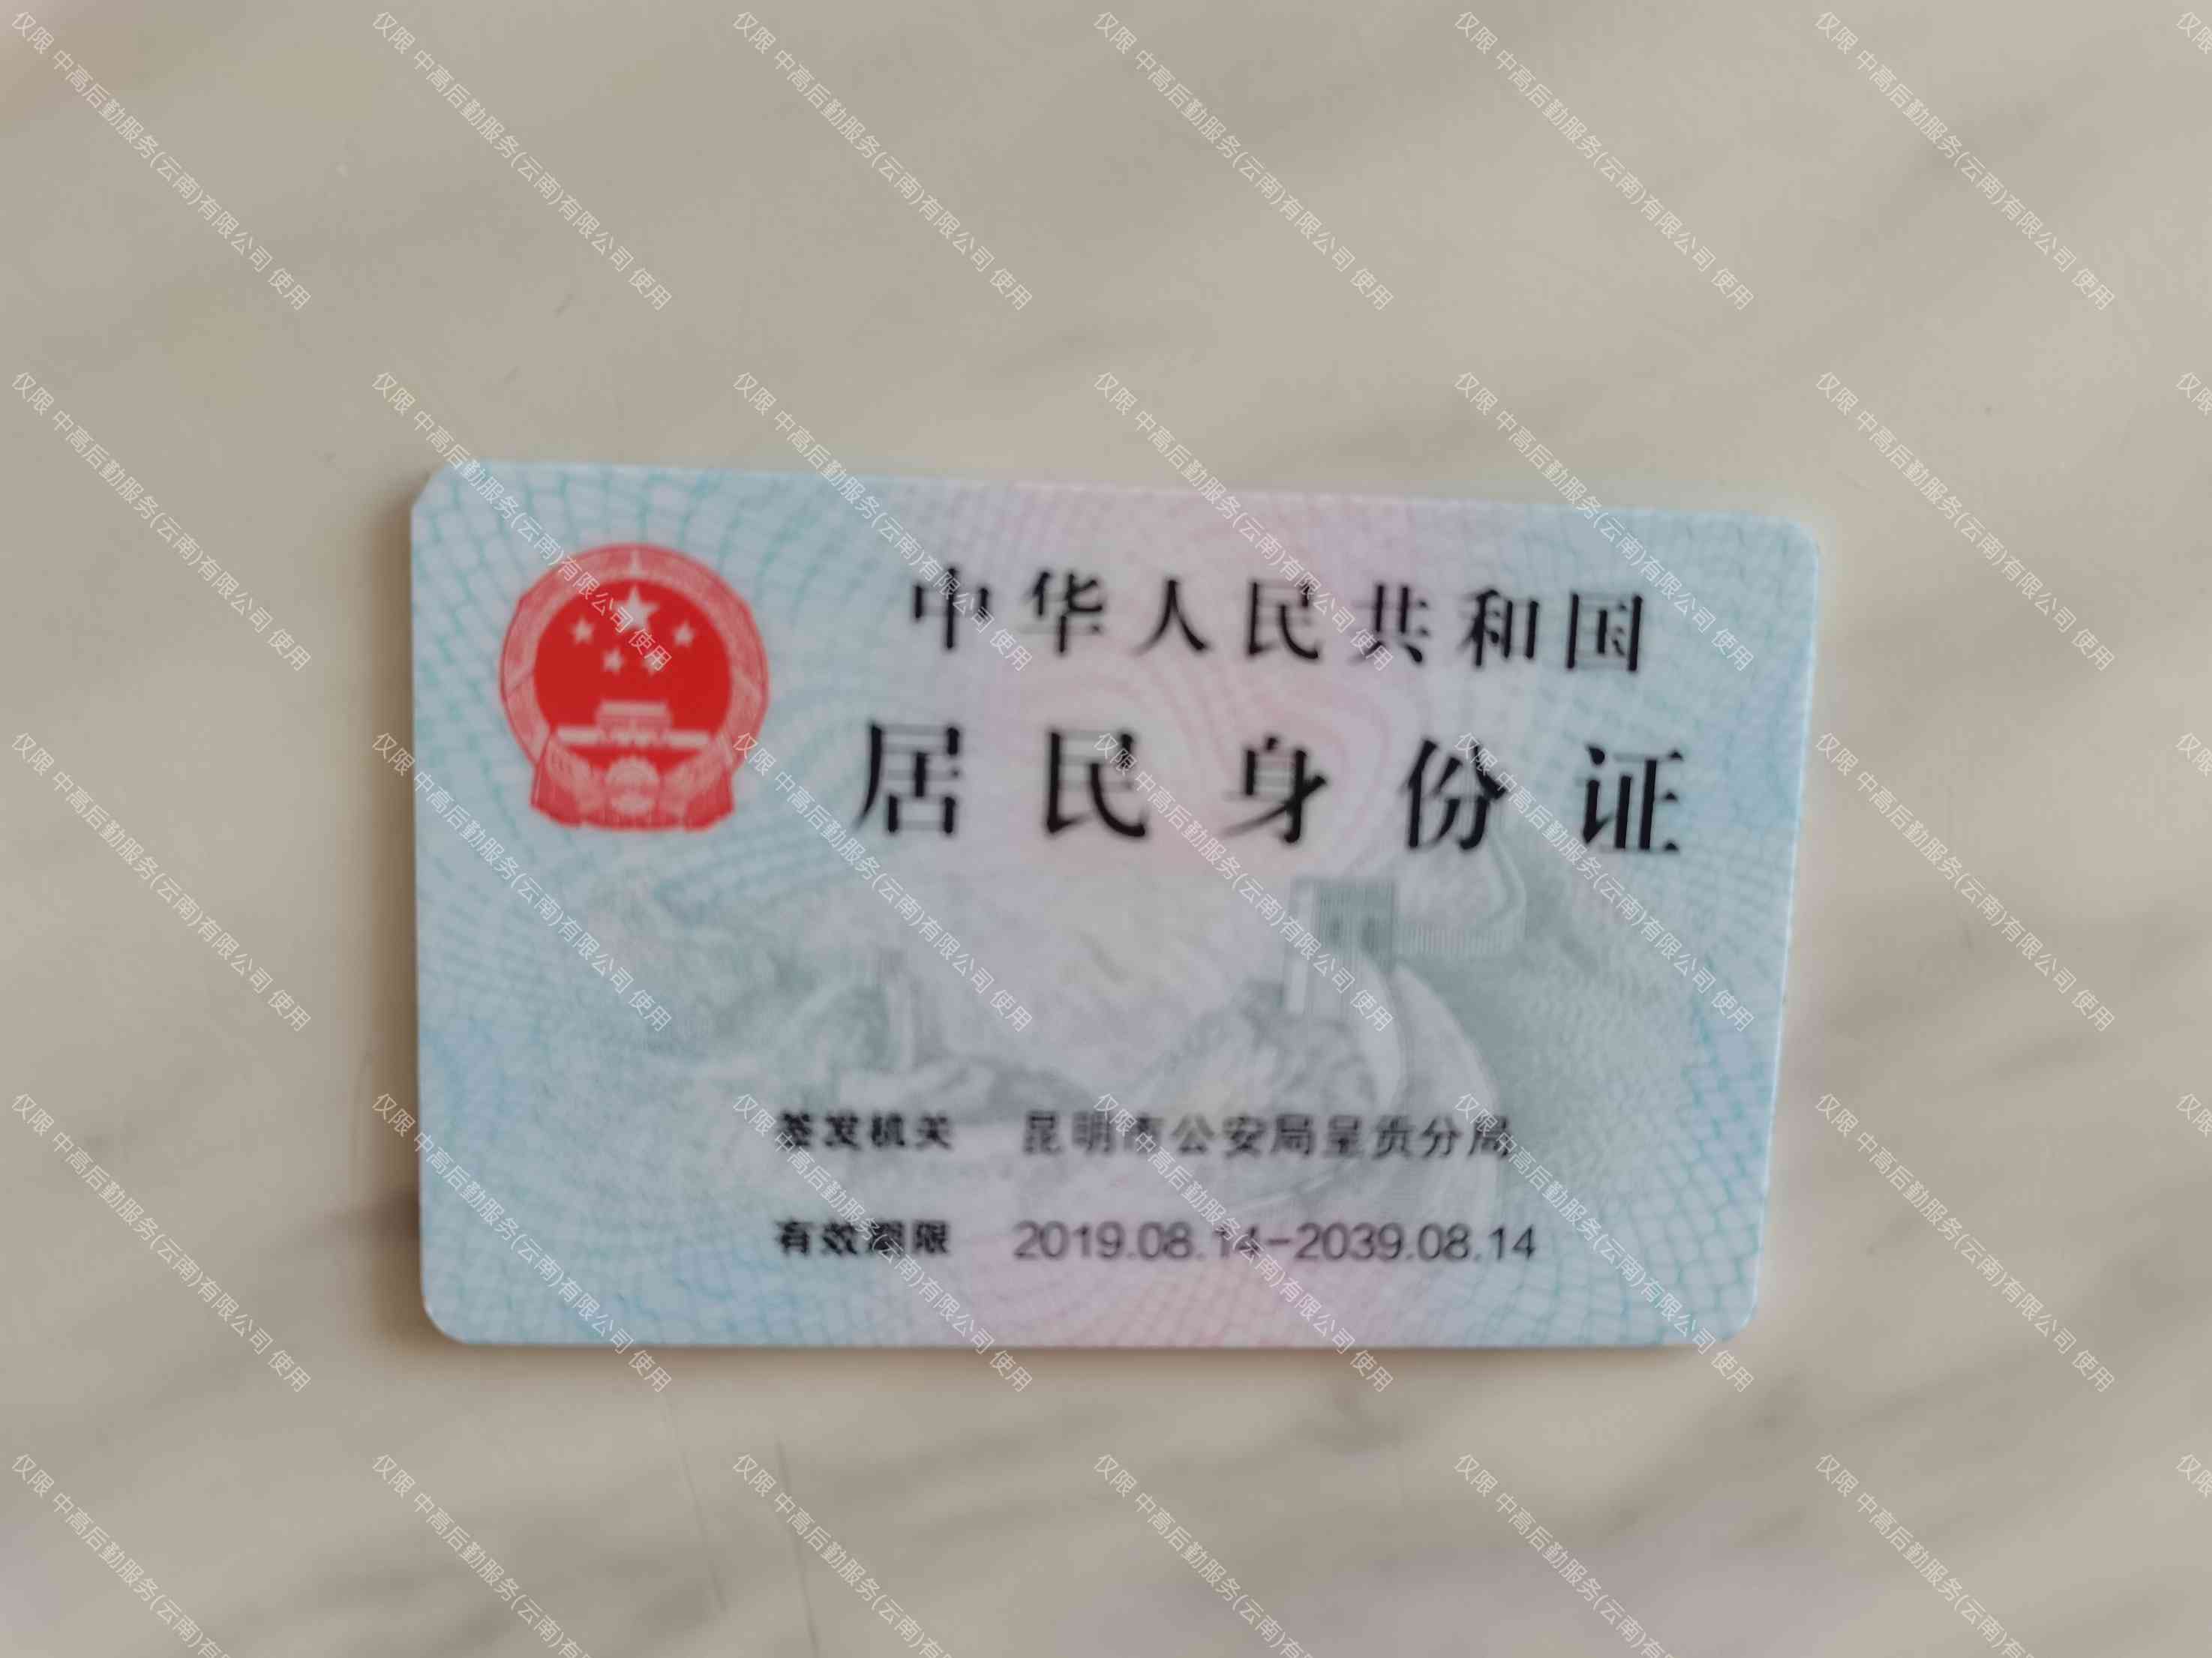 中华人民共和国
居民身份证
签发机关 昆明市公安局呈贡分局
有效期限 2019.08.14-2039.08.14
仅限 中高后勤服务(云南)有限公司 使用